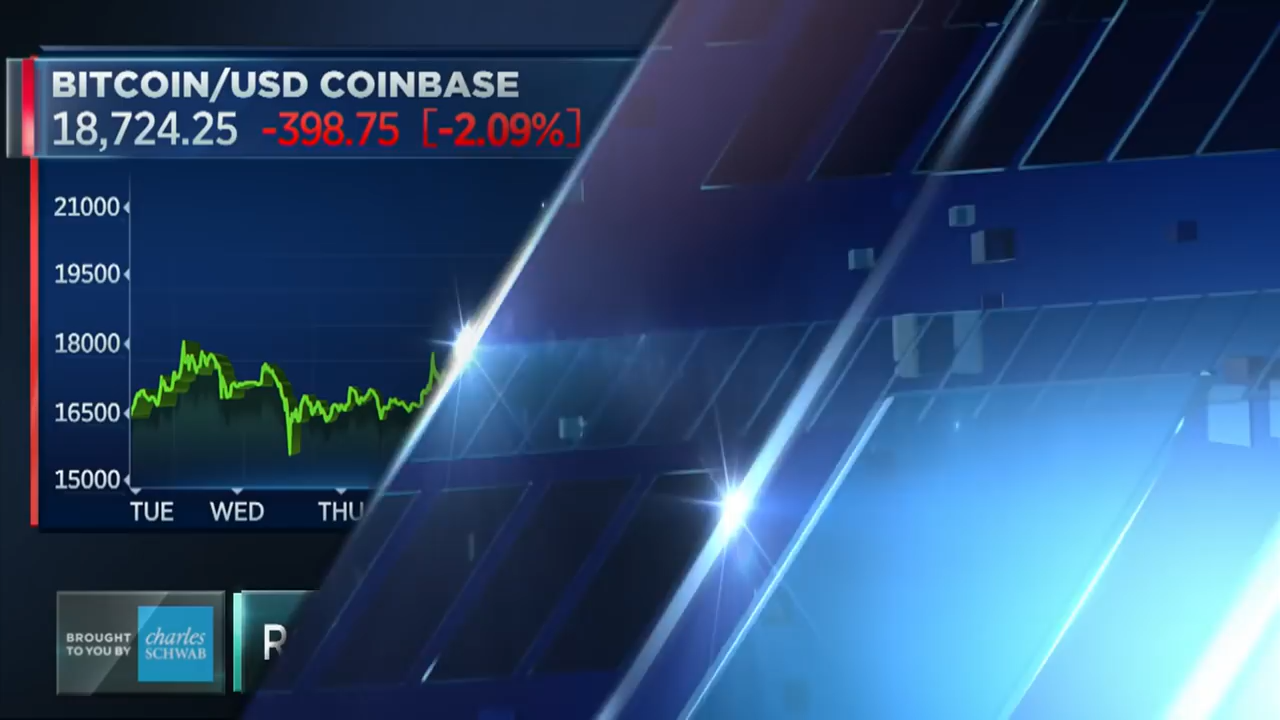 BITCOIN/USD COINBASE
18,724.25 -398.75 [-2.09%]
21000
19500
18000
16500
15000
TUE WED THU
BROUGHT
TO YOU BY
charles
SCHWAB
R